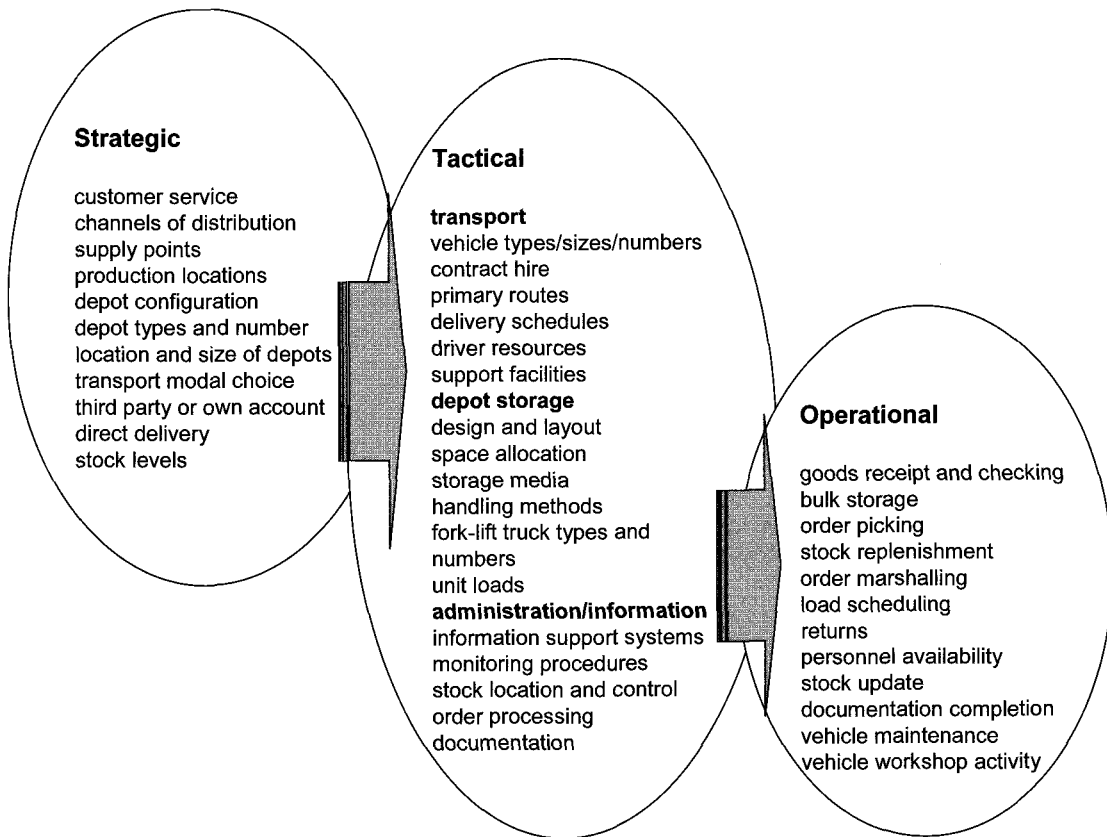 Strategic
customer service
channels of distribution
supply points
production locations
depot configuration
depot types and number
location and size of depots
transport modal choice
third party or own account
direct delivery
stock levels
Tactical
transport
vehicle types/sizes/numbers
contract hire
primary routes
delivery schedules
driver resources
support facilities
depot storage
design and layout
space allocation
storage media
handling methods
fork-lift truck types and
numbers
unit loads
administration/information
information support systems
monitoring procedures
stock location and control
order processing
documentation
Operational
goods receipt and checking
bulk storage
order picking
stock replenishment
order marshalling
load scheduling
returns
personnel availability
stock update
documentation completion
vehicle maintenance
vehicle workshop activity